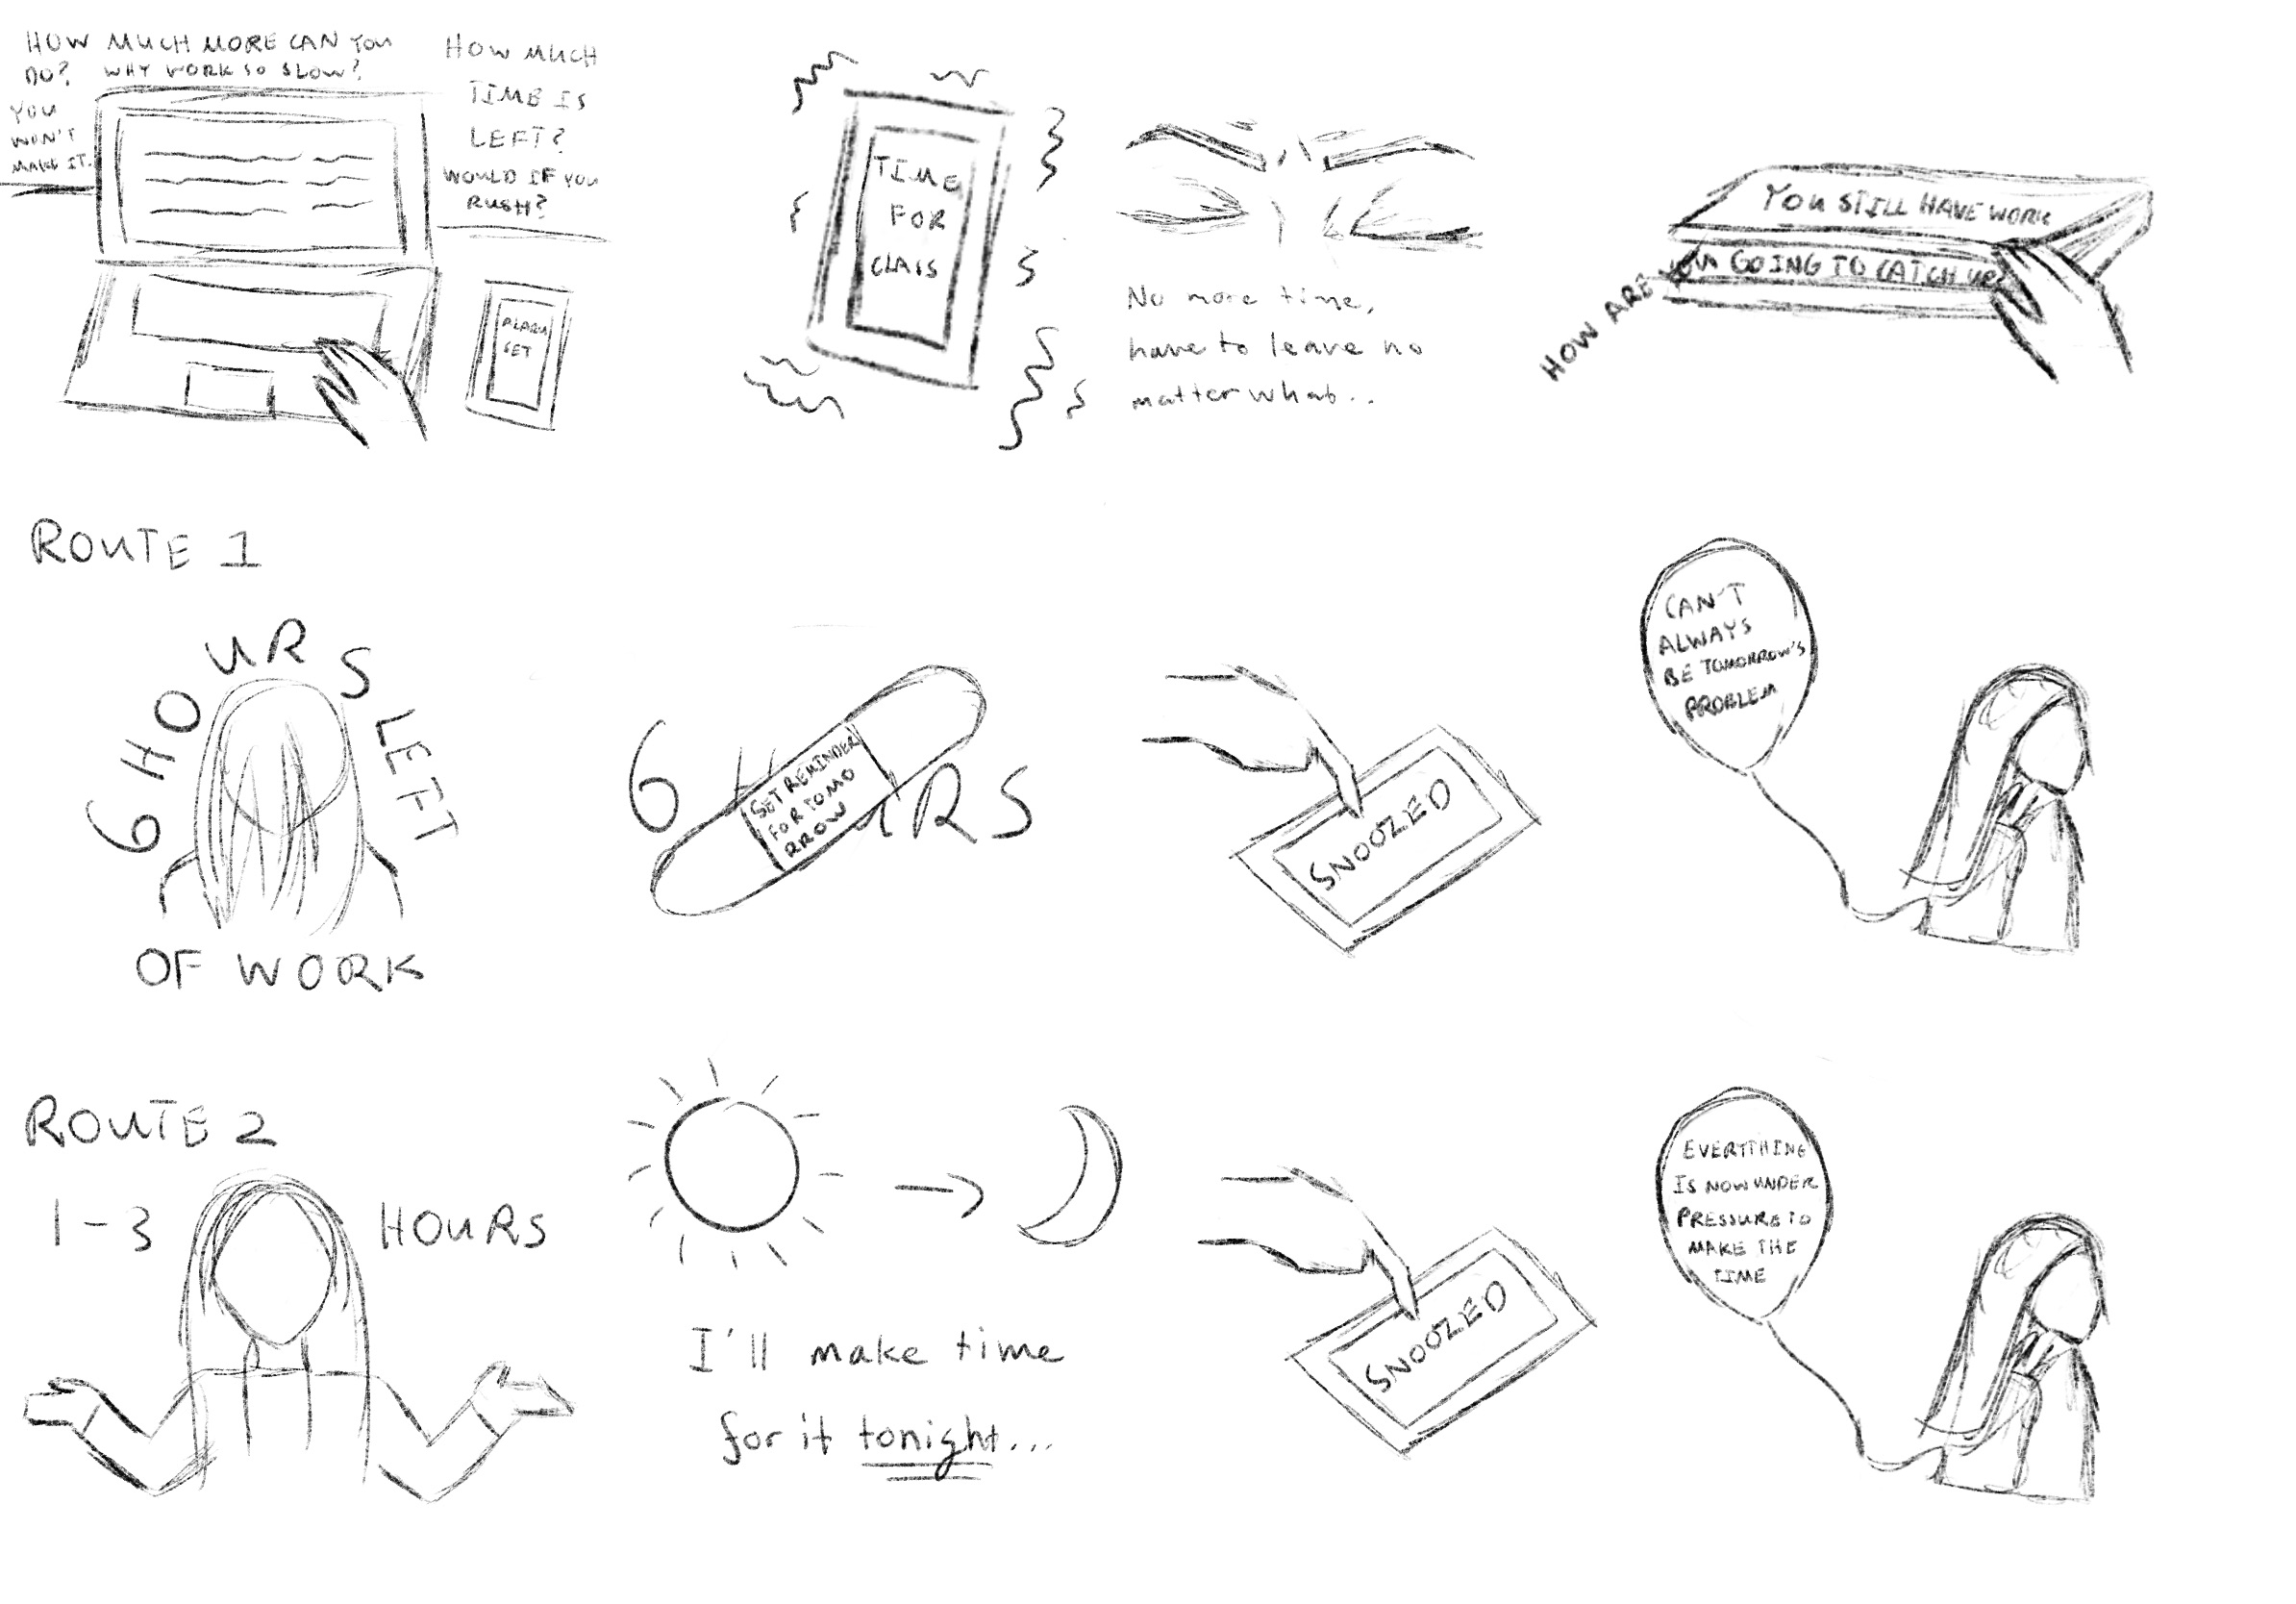 HOW MUCH MORE CAN YOU
DO? WHY WORK SO SLOW?
YOU
WON'T
MAKE IT.
HOW MUCH
TIME IS
LEFT?
WOULD IF YOU
RUSH?
ALARM
SET
TIME
FOR
CLASS
No more time,
have to leave no
matter what..
YOU STILL HAVE WORK
HOW ARE YOU GOING TO CATCH UP?
ROUTE 1
6 HOURS LEFT
OF WORK
6 H RS
SET REMINDER
FOR TOMO
RROW
SNOOZED
CAN'T
ALWAYS
BE TOMORROW'S
PROBLEM
ROUTE 2
1-3 HOURS
I'll make time
for it tonight...
SNOOZED
EVERYTHING
IS NOW UNDER
PRESSURE TO
MAKE THE
TIME